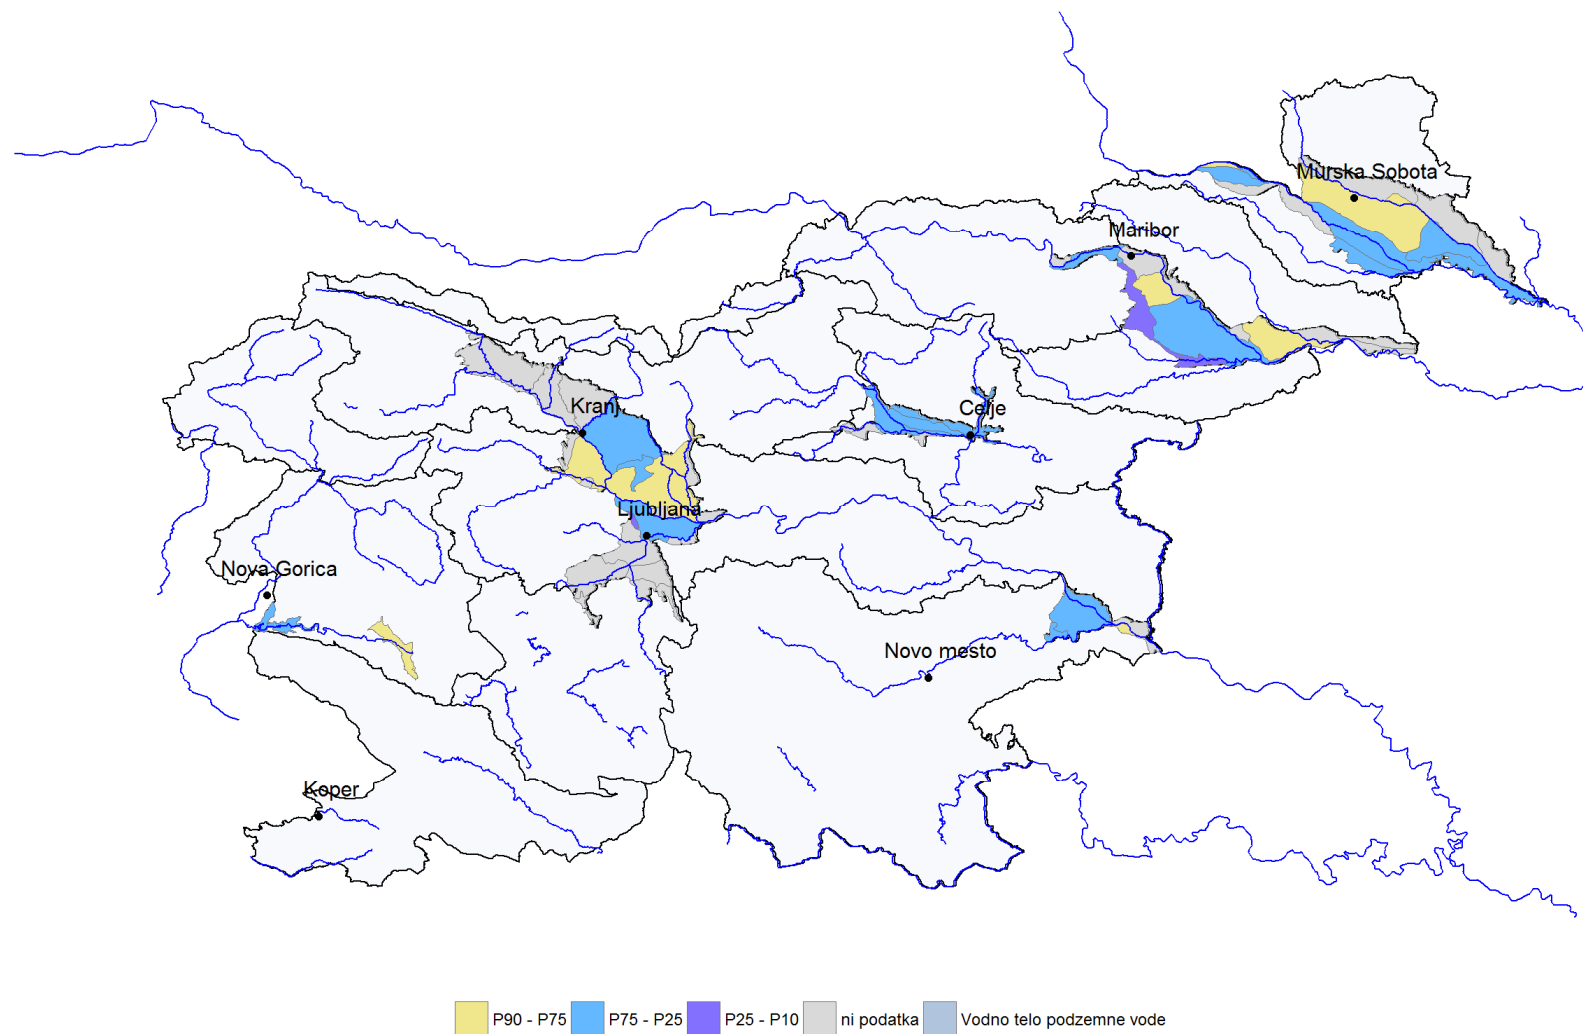 Murska Sobota
Maribor
Kranj
Celje
Ljubljana
Nova Gorica
Novo mesto
Koper
P90 - P75 P75 - P25 P25 - P10 ni podatka Vodno telo podzemne vode